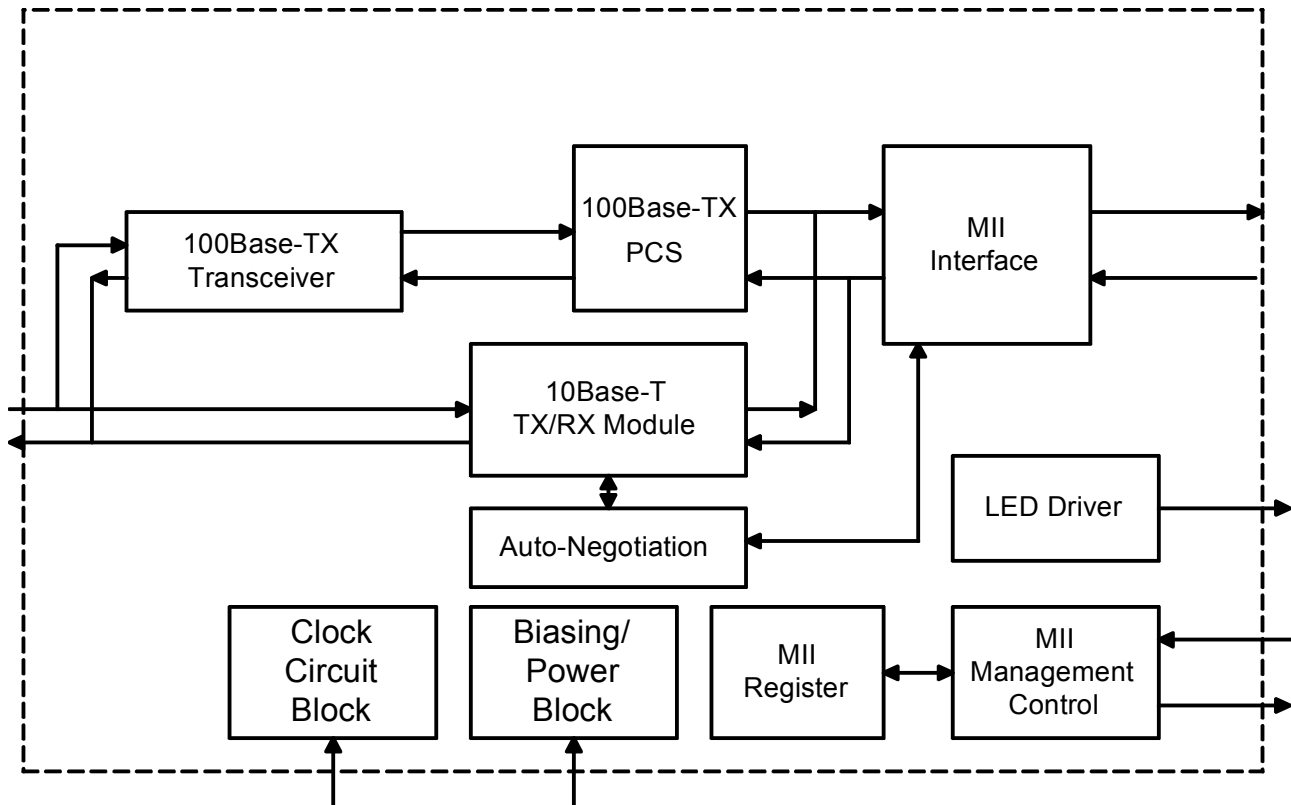 100Base-TX
Transceiver
100Base-TX
PCS
MII
Interface
10Base-T
TX/RX Module
Auto-Negotiation
LED Driver
Clock
Circuit
Block
Biasing/
Power
Block
MII
Register
MII
Management
Control